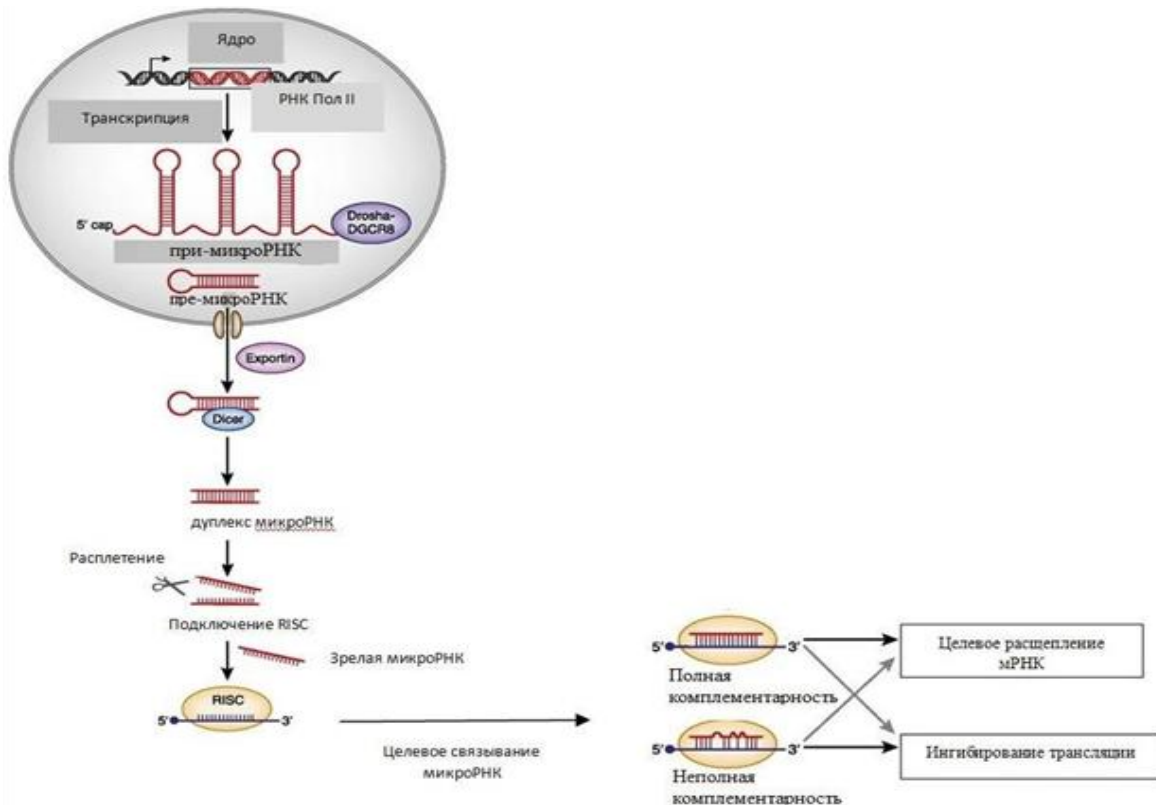 Ядро
РНК Пол II
Транскрипция
5' cap
Drosha-
DGCR8
при-микроРНК
пре-микроРНК
Exportin
Dicer
дуплекс микроРНК
Расплетение
Подключение RISC
Зрелая микроРНК
RISC
5' 3'
Целевое связывание
микроРНК
5' 3'
Полная
комплементарность
Целевое расщепление
мРНК
5' 3'
Неполная
комплементарность
Ингибирование трансляции